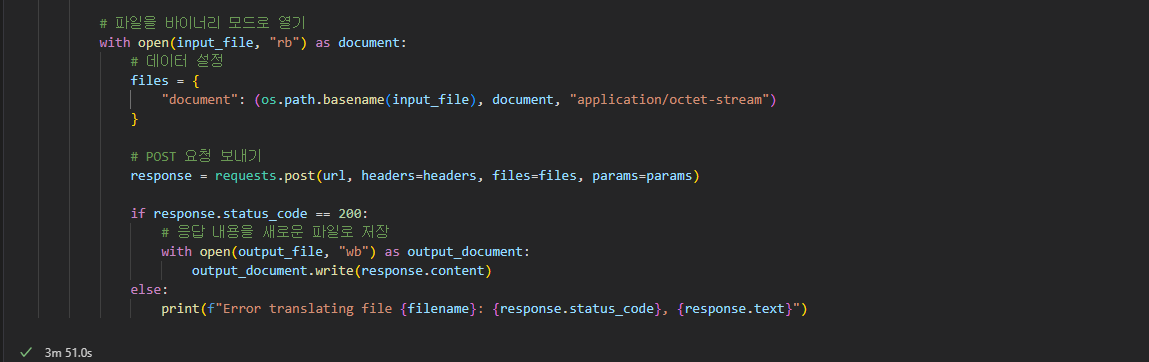 # 파일을 바이너리 모드로 열기
with open(input_file, "rb") as document:
# 데이터 설정
files = {
"document": (os.path.basename(input_file), document, "application/octet-stream")
}
# POST 요청 보내기
response = requests.post(url, headers=headers, files=files, params=params)
if response.status_code == 200:
# 응답 내용을 새로운 파일로 저장
with open(output_file, "wb") as output_document:
output_document.write(response.content)
else:
print(f"Error translating file {filename}: {response.status_code}, {response.text}")
3m 51.0s